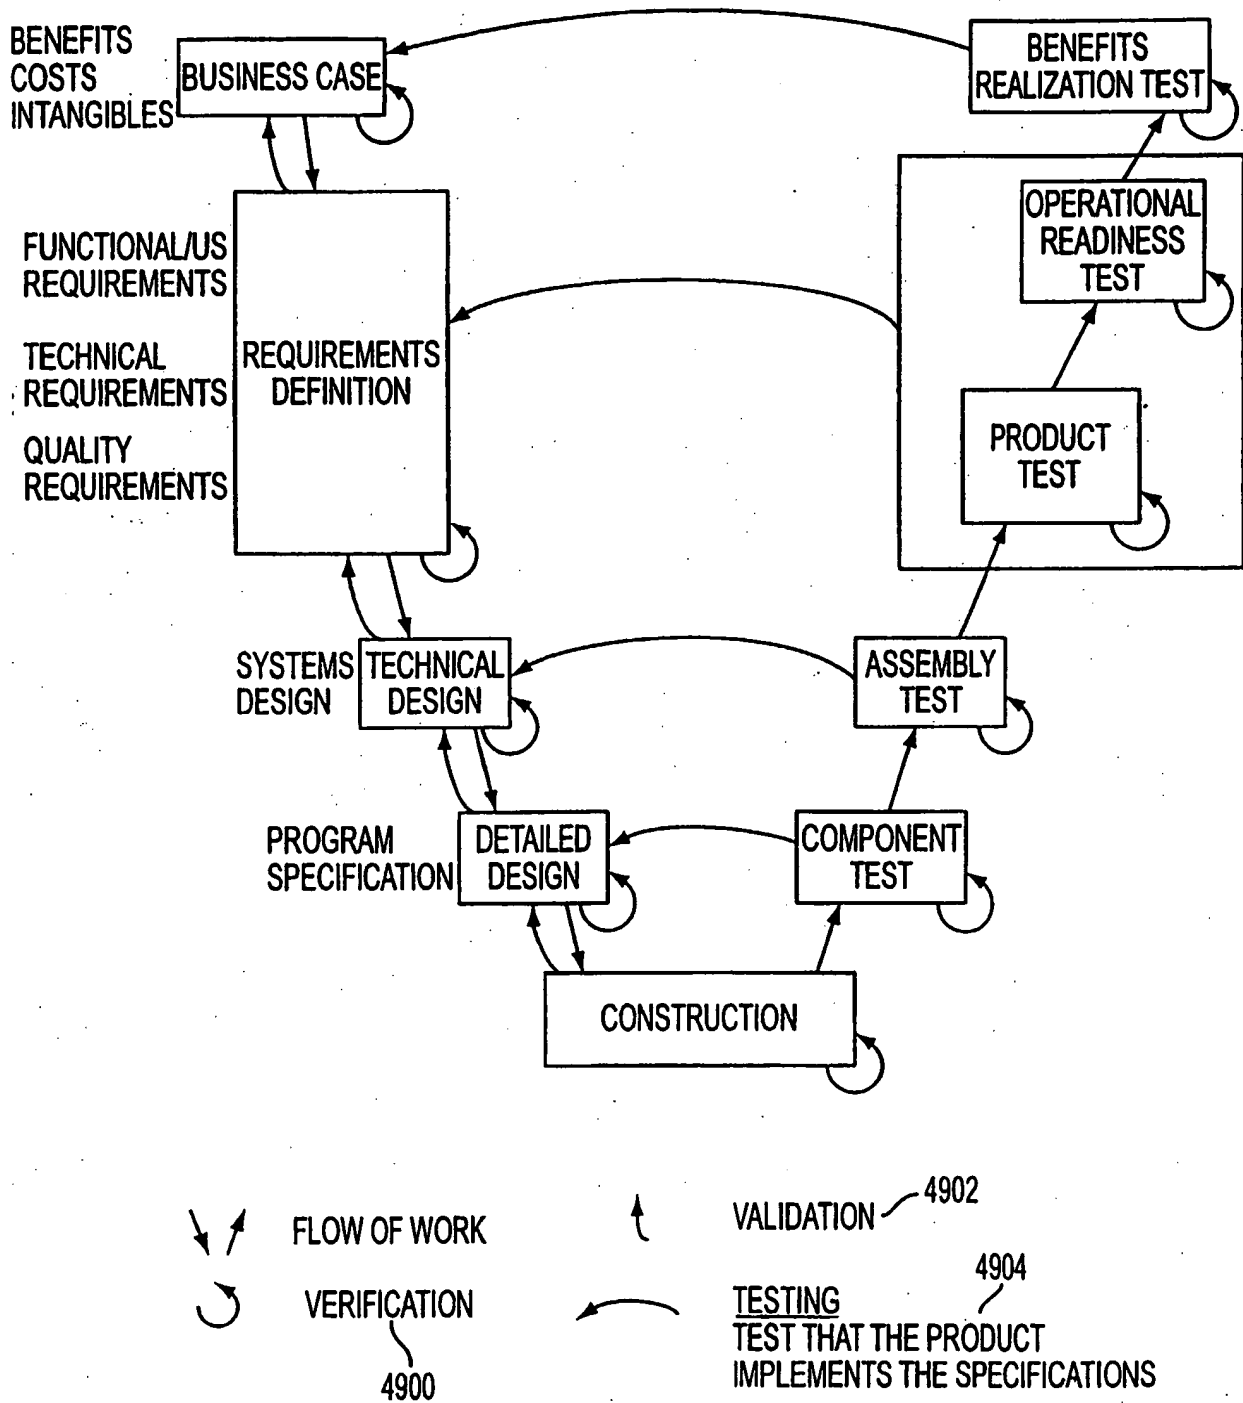 BENEFITS
COSTS
INTANGIBLES
BUSINESS CASE
BENEFITS
REALIZATION TEST
FUNCTIONAL/US
REQUIREMENTS
TECHNICAL
REQUIREMENTS
QUALITY
REQUIREMENTS
REQUIREMENTS
DEFINITION
OPERATIONAL
READINESS
TEST
PRODUCT
TEST
SYSTEMS
DESIGN
TECHNICAL
DESIGN
ASSEMBLY
TEST
PROGRAM
SPECIFICATION
DETAILED
DESIGN
COMPONENT
TEST
CONSTRUCTION
FLOW OF WORK
VALIDATION
4902
VERIFICATION
4900
4904
TESTING
TEST THAT THE PRODUCT
IMPLEMENTS THE SPECIFICATIONS